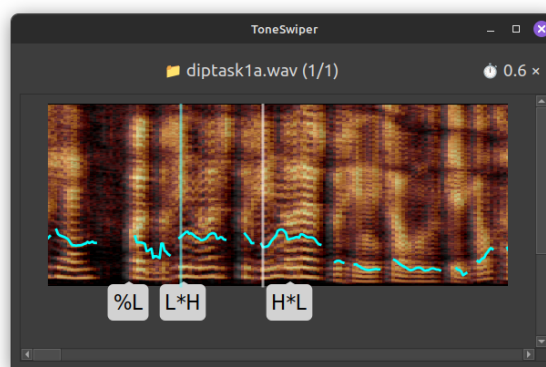 ToneSwiper
📁 diptask1a.wav (1/1)
⏱ 0.6 ×
%L L*H H*L